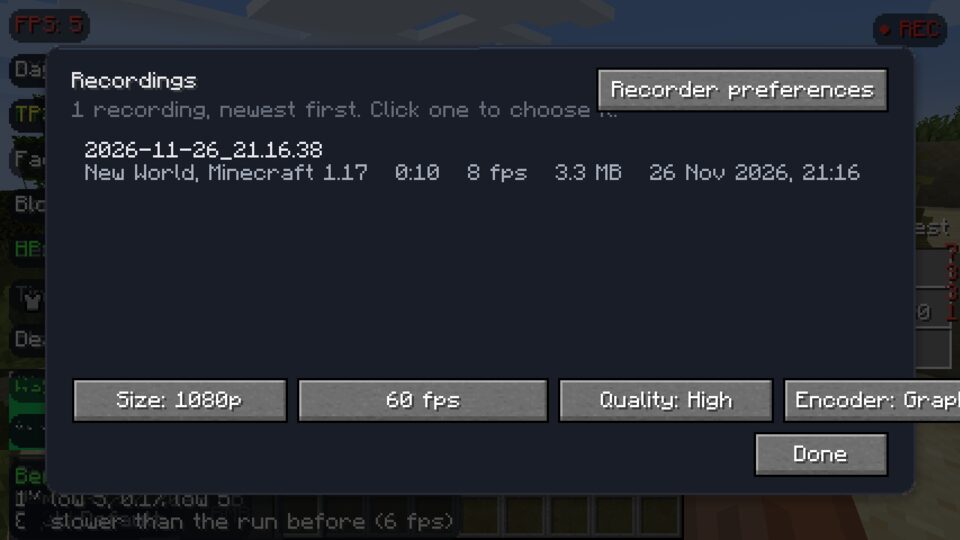 FPS: 5
REC
Recordings
Recorder preferences
1 recording, newest first. Click one to choose
2026-11-26_21.16.38
New World, Minecraft 1.17 0:10 8 fps 3.3 MB 26 Nov 2026, 21:16
Size: 1080p
60 fps
Quality: High
Encoder: Grap
Done
slower than the run before (6 fps)